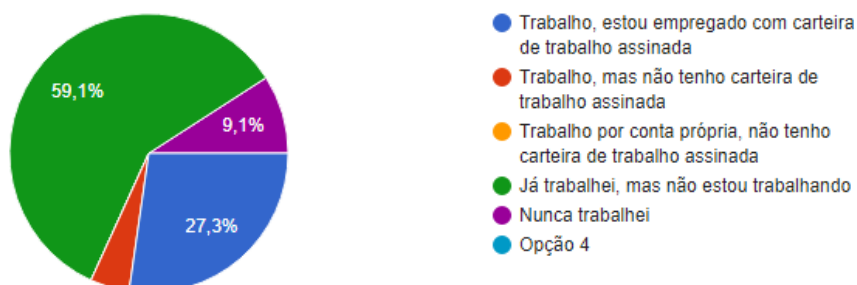 59,1%
9,1%
27,3%
Trabalho, estou empregado com carteira
de trabalho assinada
Trabalho, mas não tenho carteira de
trabalho assinada
Trabalho por conta própria, não tenho
carteira de trabalho assinada
Já trabalhei, mas não estou trabalhando
Nunca trabalhei
Opção 4